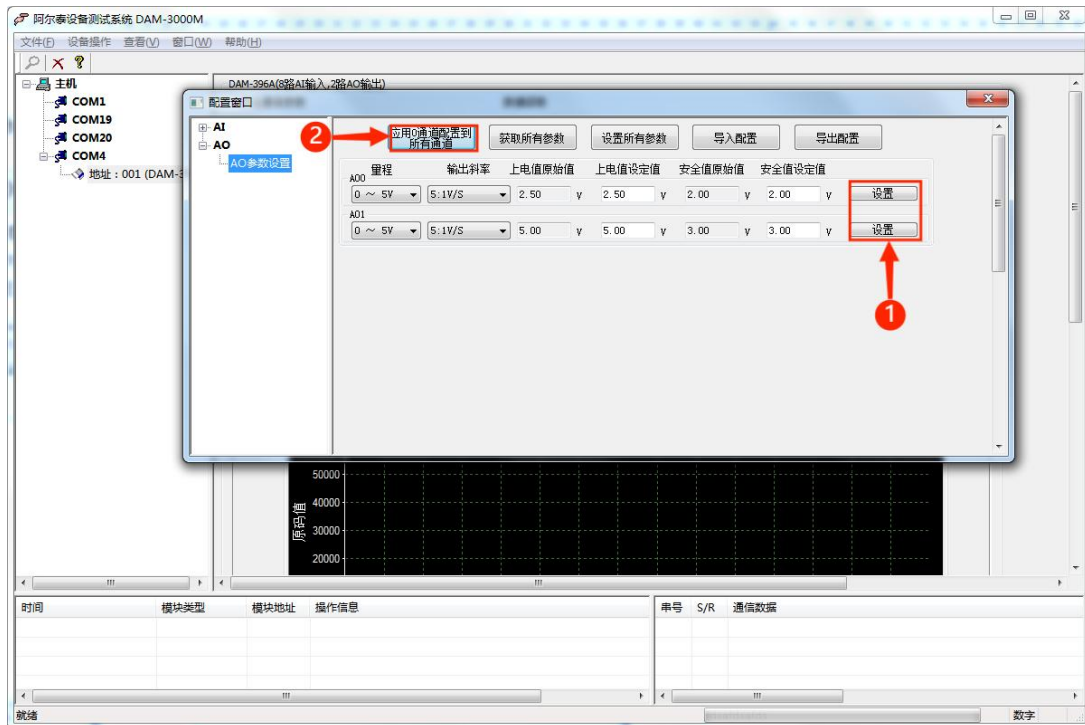 阿尔泰设备测试系统 DAM-3000M
文件(F) 设备操作 查看(V) 窗口(W) 帮助(H)
主机
COM1
COM19
COM20
COM4
地址：001 (DAM-3
DAM-396A(8路AI输入,2路AO输出)
配置窗口
AI
AO
AO参数设置
2
应用0通道配置到
所有通道
获取所有参数
设置所有参数
导入配置
导出配置
量程 输出斜率 上电值原始值 上电值设定值 安全值原始值 安全值设定值
AO0
0 ~ 5V 5:1V/S 2.50 V 2.50 V 2.00 V 2.00 V 设置
AO1
0 ~ 5V 5:1V/S 5.00 V 5.00 V 3.00 V 3.00 V 设置
1
原码值
50000
40000
30000
20000
时间 模块类型 模块地址 操作信息
串号 S/R 通信数据
就绪
数字